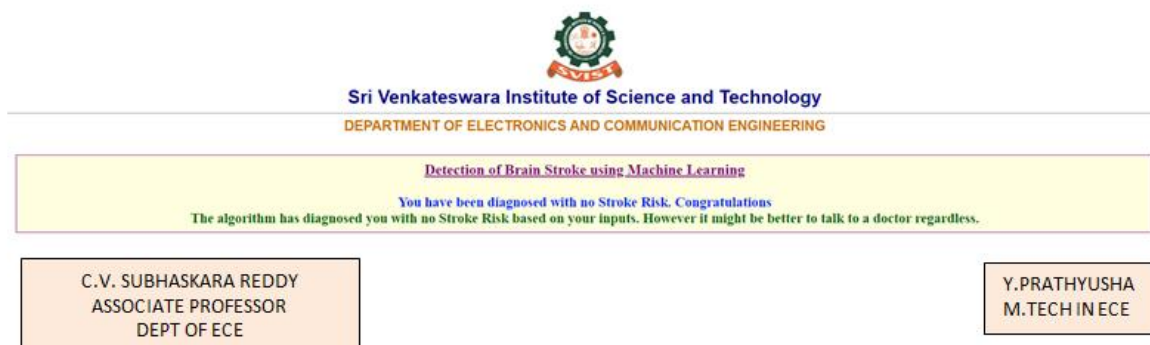 SVIST
Sri Venkateswara Institute of Science and Technology
DEPARTMENT OF ELECTRONICS AND COMMUNICATION ENGINEERING
Detection of Brain Stroke using Machine Learning
You have been diagnosed with no Stroke Risk. Congratulations
The algorithm has diagnosed you with no Stroke Risk based on your inputs. However it might be better to talk to a doctor regardless.
C.V. SUBHASKARA REDDY
ASSOCIATE PROFESSOR
DEPT OF ECE
Y.PRATHYUSHA
M.TECH IN ECE